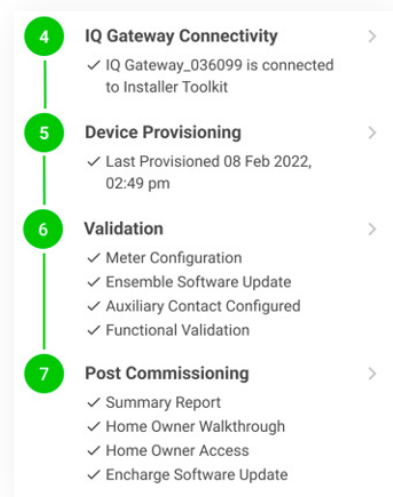 4 IQ Gateway Connectivity
✓ IQ Gateway_036099 is connected
to Installer Toolkit
5 Device Provisioning
✓ Last Provisioned 08 Feb 2022,
02:49 pm
6 Validation
✓ Meter Configuration
✓ Ensemble Software Update
✓ Auxiliary Contact Configured
✓ Functional Validation
7 Post Commissioning
✓ Summary Report
✓ Home Owner Walkthrough
✓ Home Owner Access
✓ Encharge Software Update